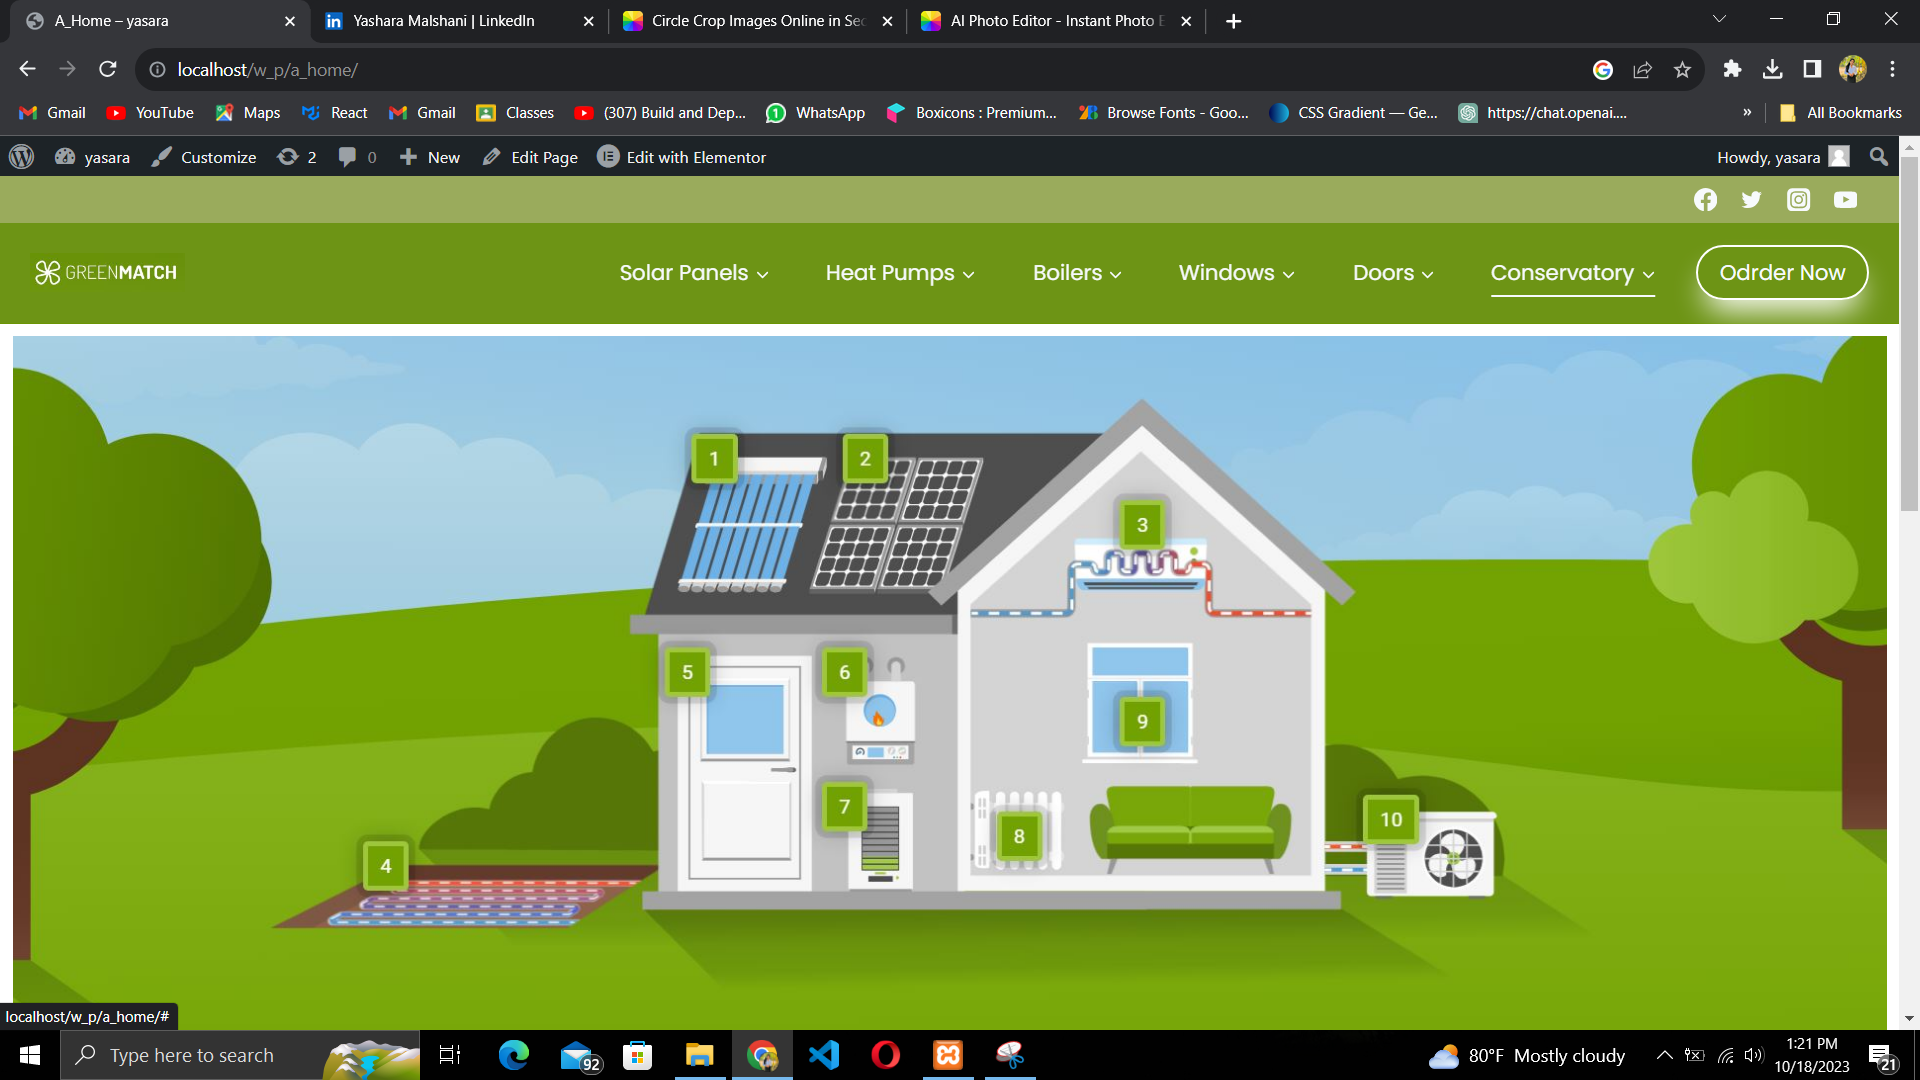 A_Home – yasara
Yashara Malshani | LinkedIn
Circle Crop Images Online in Sec
AI Photo Editor - Instant Photo E
localhost/w_p/a_home/
Gmail
YouTube
Maps
React
Gmail
Classes
(307) Build and Dep...
WhatsApp
Boxicons : Premium...
Browse Fonts - Goo...
CSS Gradient — Ge...
https://chat.openai....
»
All Bookmarks
yasara
Customize
2
0
New
Edit Page
Edit with Elementor
Howdy, yasara
GREENMATCH
Solar Panels
Heat Pumps
Boilers
Windows
Doors
Conservatory
Odrder Now
1
2
3
5
6
9
7
8
10
4
localhost/w_p/a_home/#
Type here to search
92
80°F Mostly cloudy
1:21 PM
10/18/2023
21